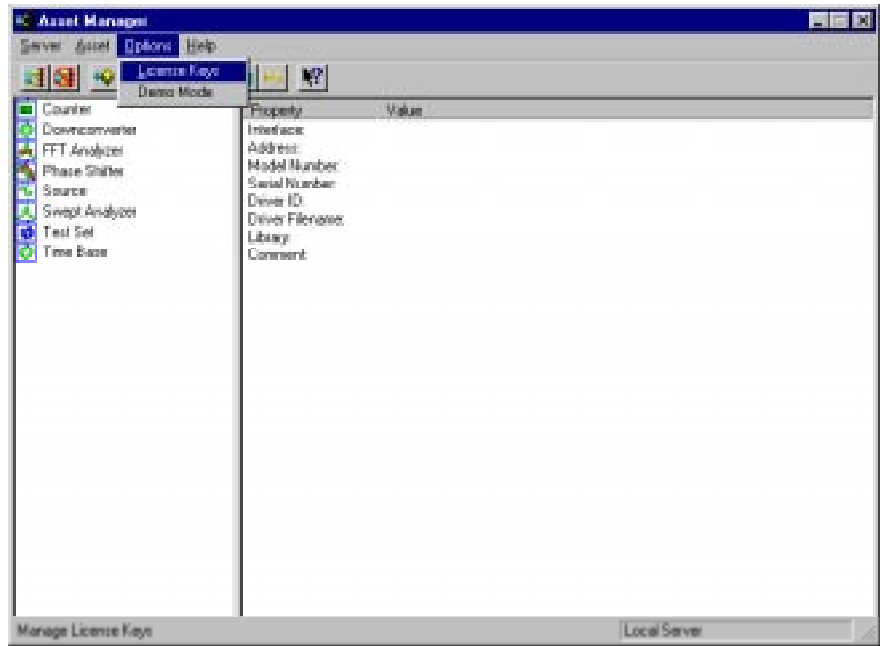 Asset Manager
Server Asset Options Help
License Keys
Demo Mode
Counter
Downconverter
FFT Analyzer
Phase Shifter
Source
Swept Analyzer
Test Set
Time Base
Property Value
Interface:
Address:
Model Number:
Serial Number:
Driver ID:
Driver Filename:
Library:
Comment:
Manage License Keys
Local Server